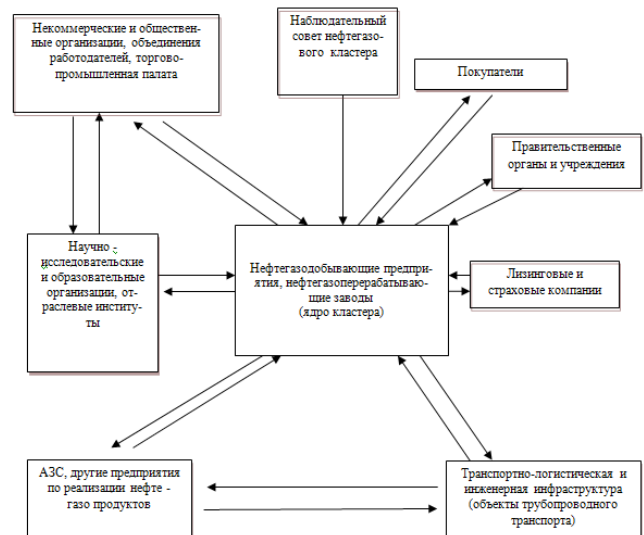 Некоммерческие и обществен-
ные организации, объединения
работодателей, торгово-
промышленная палата
Наблюдательный
совет нефтегаз-
ового кластера
Покупатели
Правительственные
органы и учреждения
Научно -
исследовательские
и образовательные
организации, от-
раслевые институ-
ты
Нефтегазодобывающие предпри-
ятия, нефтегазоперерабатываю-
щие заводы
(ядро кластера)
Лизинговые и
страховые компании
АЗС, другие предприятия
по реализации нефте -
газо продуктов
Транспортно-логистическая и
инженерная инфраструктура
(объекты трубопроводного
транспорта)